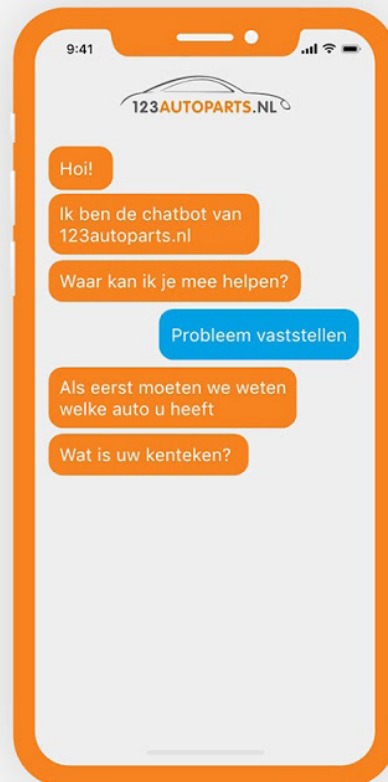 9:41
123AUTOPARTS.NL
Hoi!
Ik ben de chatbot van
123autoparts.nl
Waar kan ik je mee helpen?
Probleem vaststellen
Als eerst moeten we weten
welke auto u heeft
Wat is uw kenteken?